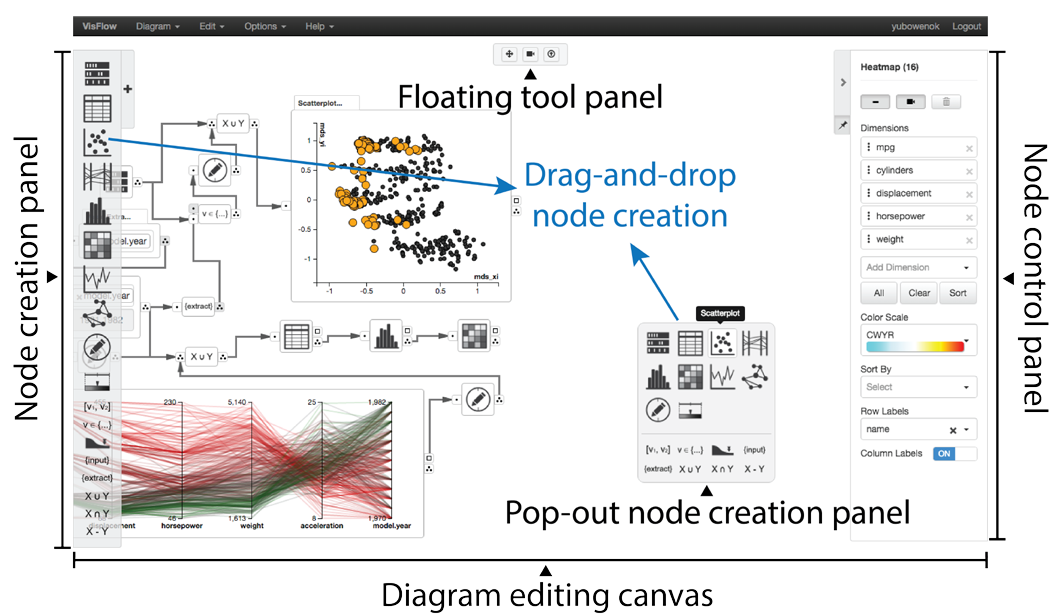 VisFlow Diagram Edit Options Help yubowenok Logout
Floating tool panel
Node creation panel
Node control panel
Drag-and-drop
node creation
Pop-out node creation panel
Diagram editing canvas
Scatterplot...
mds_yi
1
0.5
0
-0.5
-1
-1 -0.5 0 0.5 1
mds_xi
X ∪ Y
v ∈ {...}
Extra...
model.year
model.year
1982
{extract}
X ∪ Y
455 230 5,140 25 1,982
46 1,613 8 1,970
displacement horsepower weight acceleration model.year
[v₁, v₂]
v ∈ {...}
{input}
{extract}
X ∪ Y
X ∩ Y
X - Y
Scatterplot
[v₁, v₂] v ∈ {...} {input}
{extract} X ∪ Y X ∩ Y X - Y
Heatmap (16)
Dimensions
mpg
cylinders
displacement
horsepower
weight
Add Dimension
All Clear Sort
Color Scale
CWYR
Sort By
Select
Row Labels
name
Column Labels ON